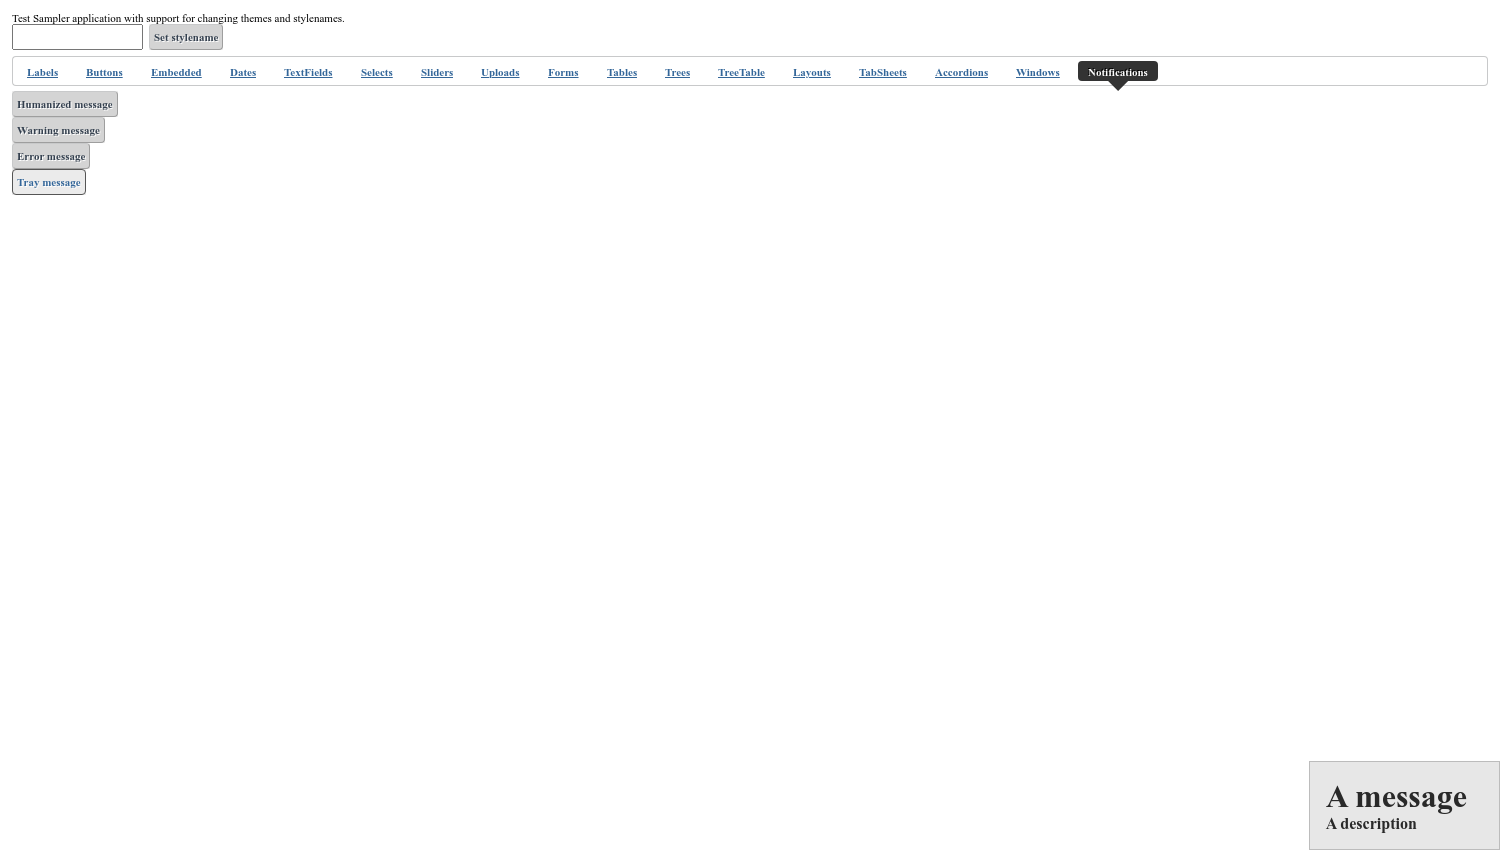 Test Sampler application with support for changing themes and stylenames.
Set stylename
Labels Buttons Embedded Dates TextFields Selects Sliders Uploads Forms Tables Trees TreeTable Layouts TabSheets Accordions Windows Notifications
Humanized message
Warning message
Error message
Tray message
A message
A description